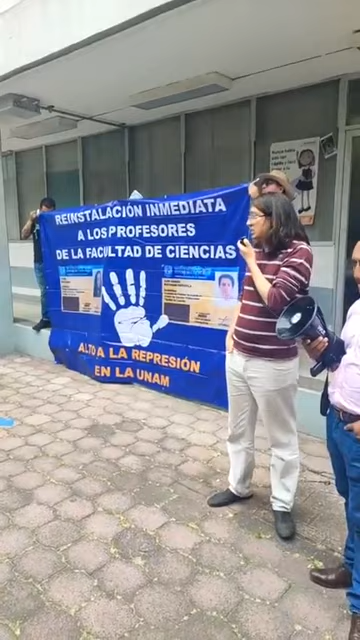 REINSTALACIÓN INMEDIATA
A LOS PROFESORES
DE LA FACULTAD DE CIENCIAS
ALTO A LA REPRESIÓN
EN LA UNAM